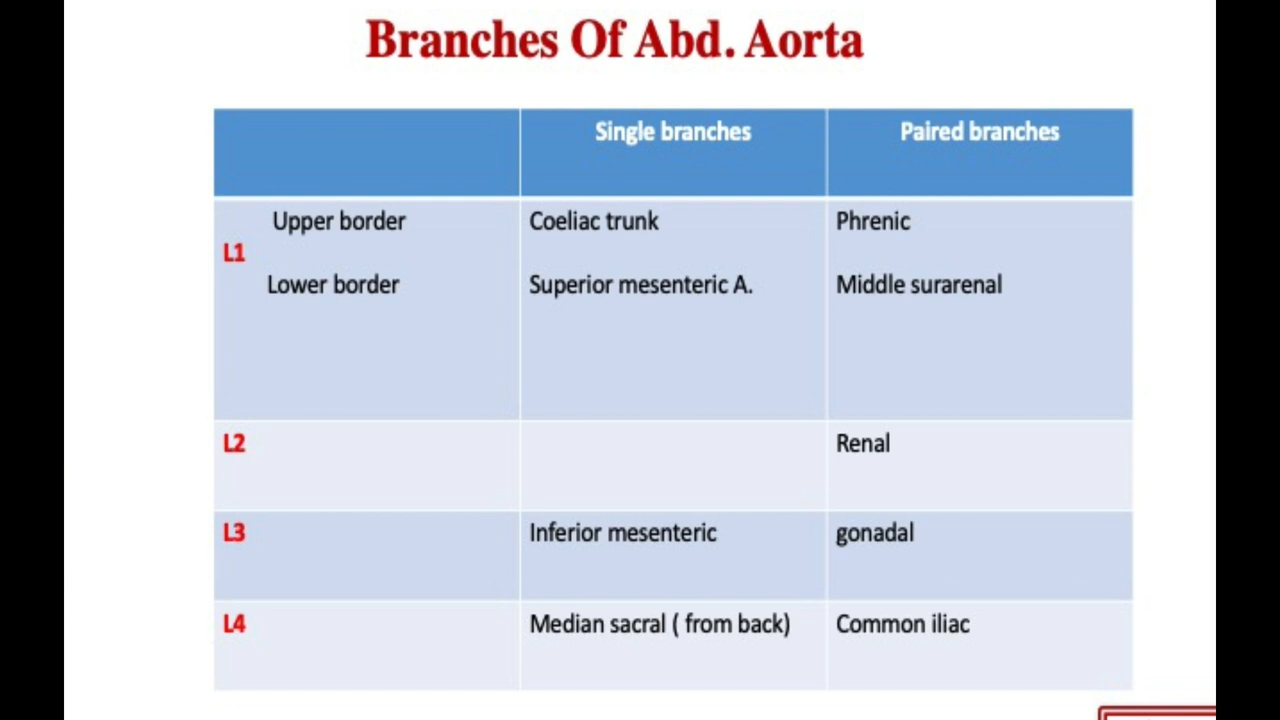 Branches Of Abd. Aorta
Single branches Paired branches
Upper border Coeliac trunk Phrenic
L1
Lower border Superior mesenteric A. Middle surarenal
L2 Renal
L3 Inferior mesenteric gonadal
L4 Median sacral ( from back) Common iliac